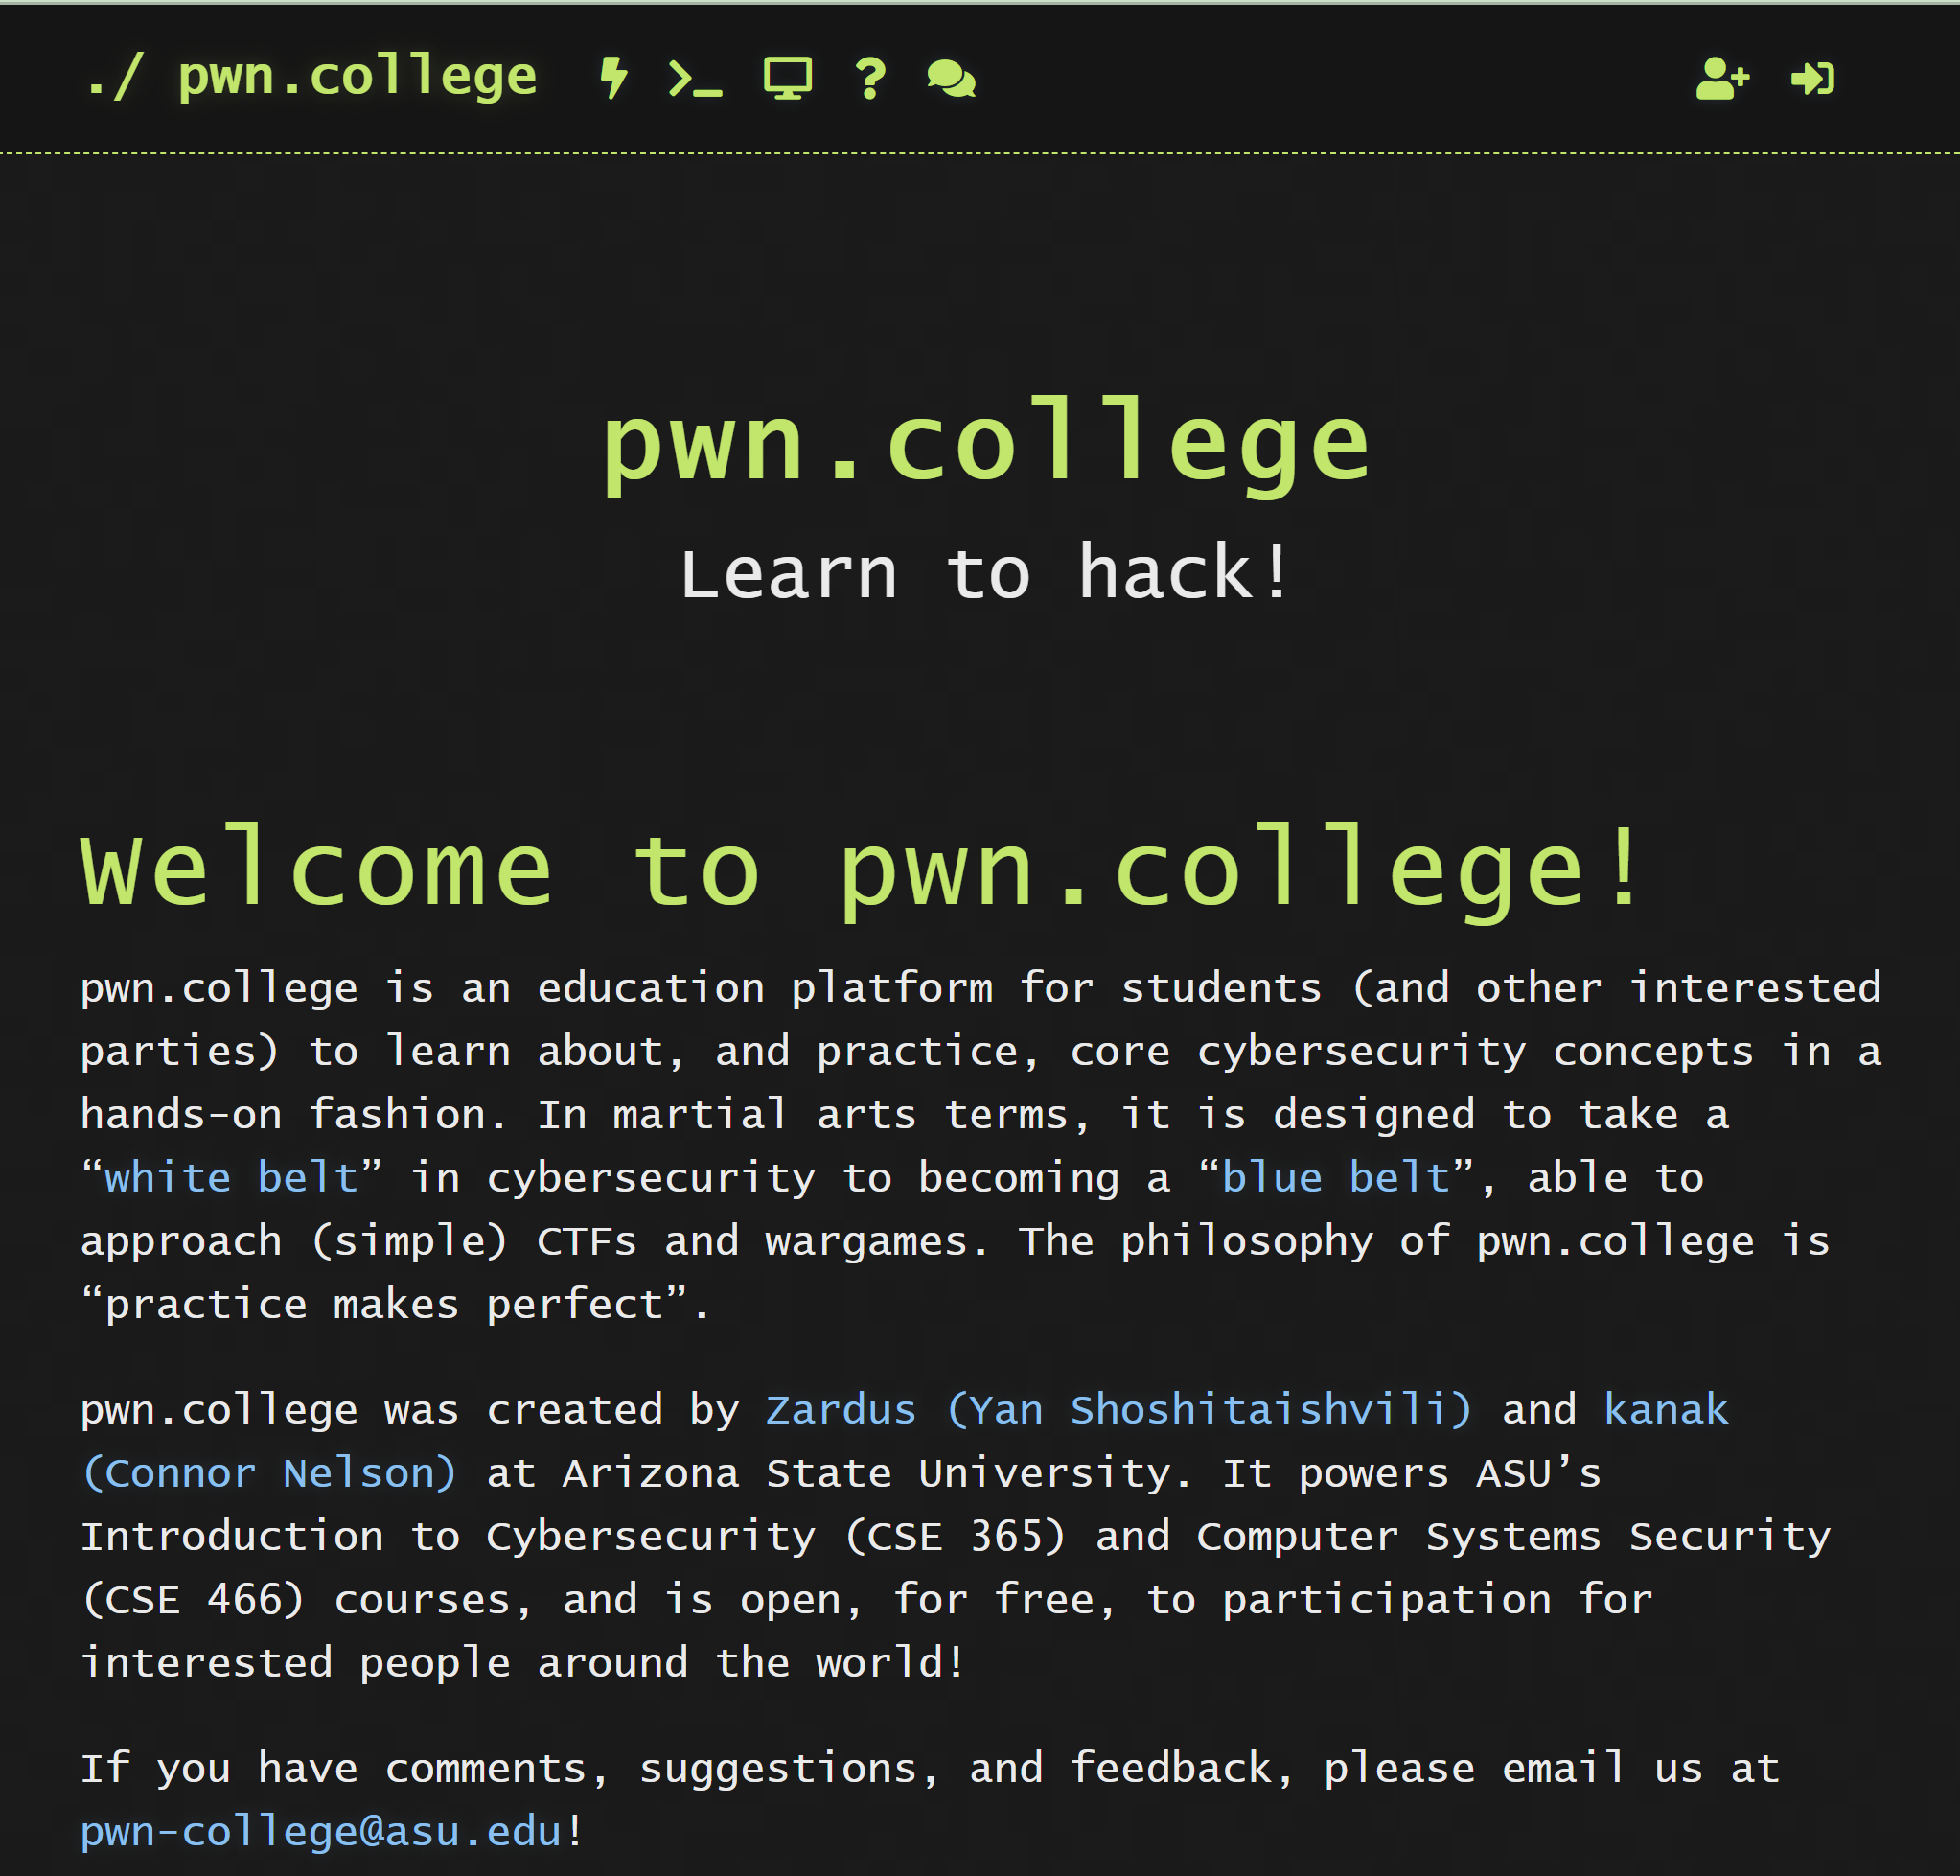 ./ pwn.college
pwn.college
Learn to hack!
Welcome to pwn.college!
pwn.college is an education platform for students (and other interested
parties) to learn about, and practice, core cybersecurity concepts in a
hands-on fashion. In martial arts terms, it is designed to take a
“white belt” in cybersecurity to becoming a “blue belt”, able to
approach (simple) CTFs and wargames. The philosophy of pwn.college is
“practice makes perfect”.
pwn.college was created by Zardus (Yan Shoshitaishvili) and kanak
(Connor Nelson) at Arizona State University. It powers ASU’s
Introduction to Cybersecurity (CSE 365) and Computer Systems Security
(CSE 466) courses, and is open, for free, to participation for
interested people around the world!
If you have comments, suggestions, and feedback, please email us at
pwn-college@asu.edu!